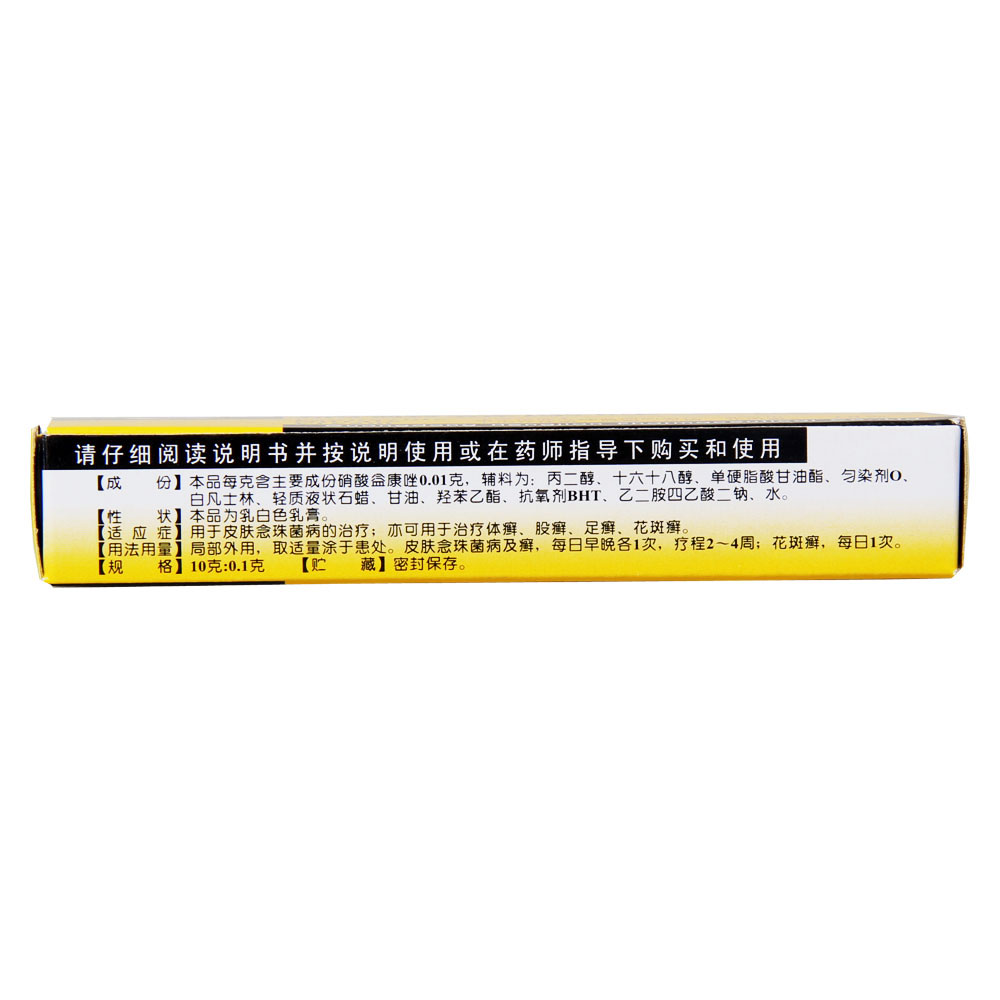 请仔细阅读说明书并按说明使用或在药师指导下购买和使用
【成 份】本品每克含主要成份硝酸益康唑0.01克，辅料为：丙二醇、十六十八醇、单硬脂酸甘油酯、匀染剂O、
白凡士林、轻质液状石蜡、甘油、羟苯乙酯、抗氧剂BHT、乙二胺四乙酸二钠、水。
【性 状】本品为乳白色乳膏。
【适 应 症】用于皮肤念珠菌病的治疗；亦可用于治疗体癣、股癣、足癣、花斑癣。
【用法用量】局部外用，取适量涂于患处。皮肤念珠菌病及癣，每日早晚各1次，疗程2～4周；花斑癣，每日1次。
【规 格】10克:0.1克 【贮 藏】密封保存。